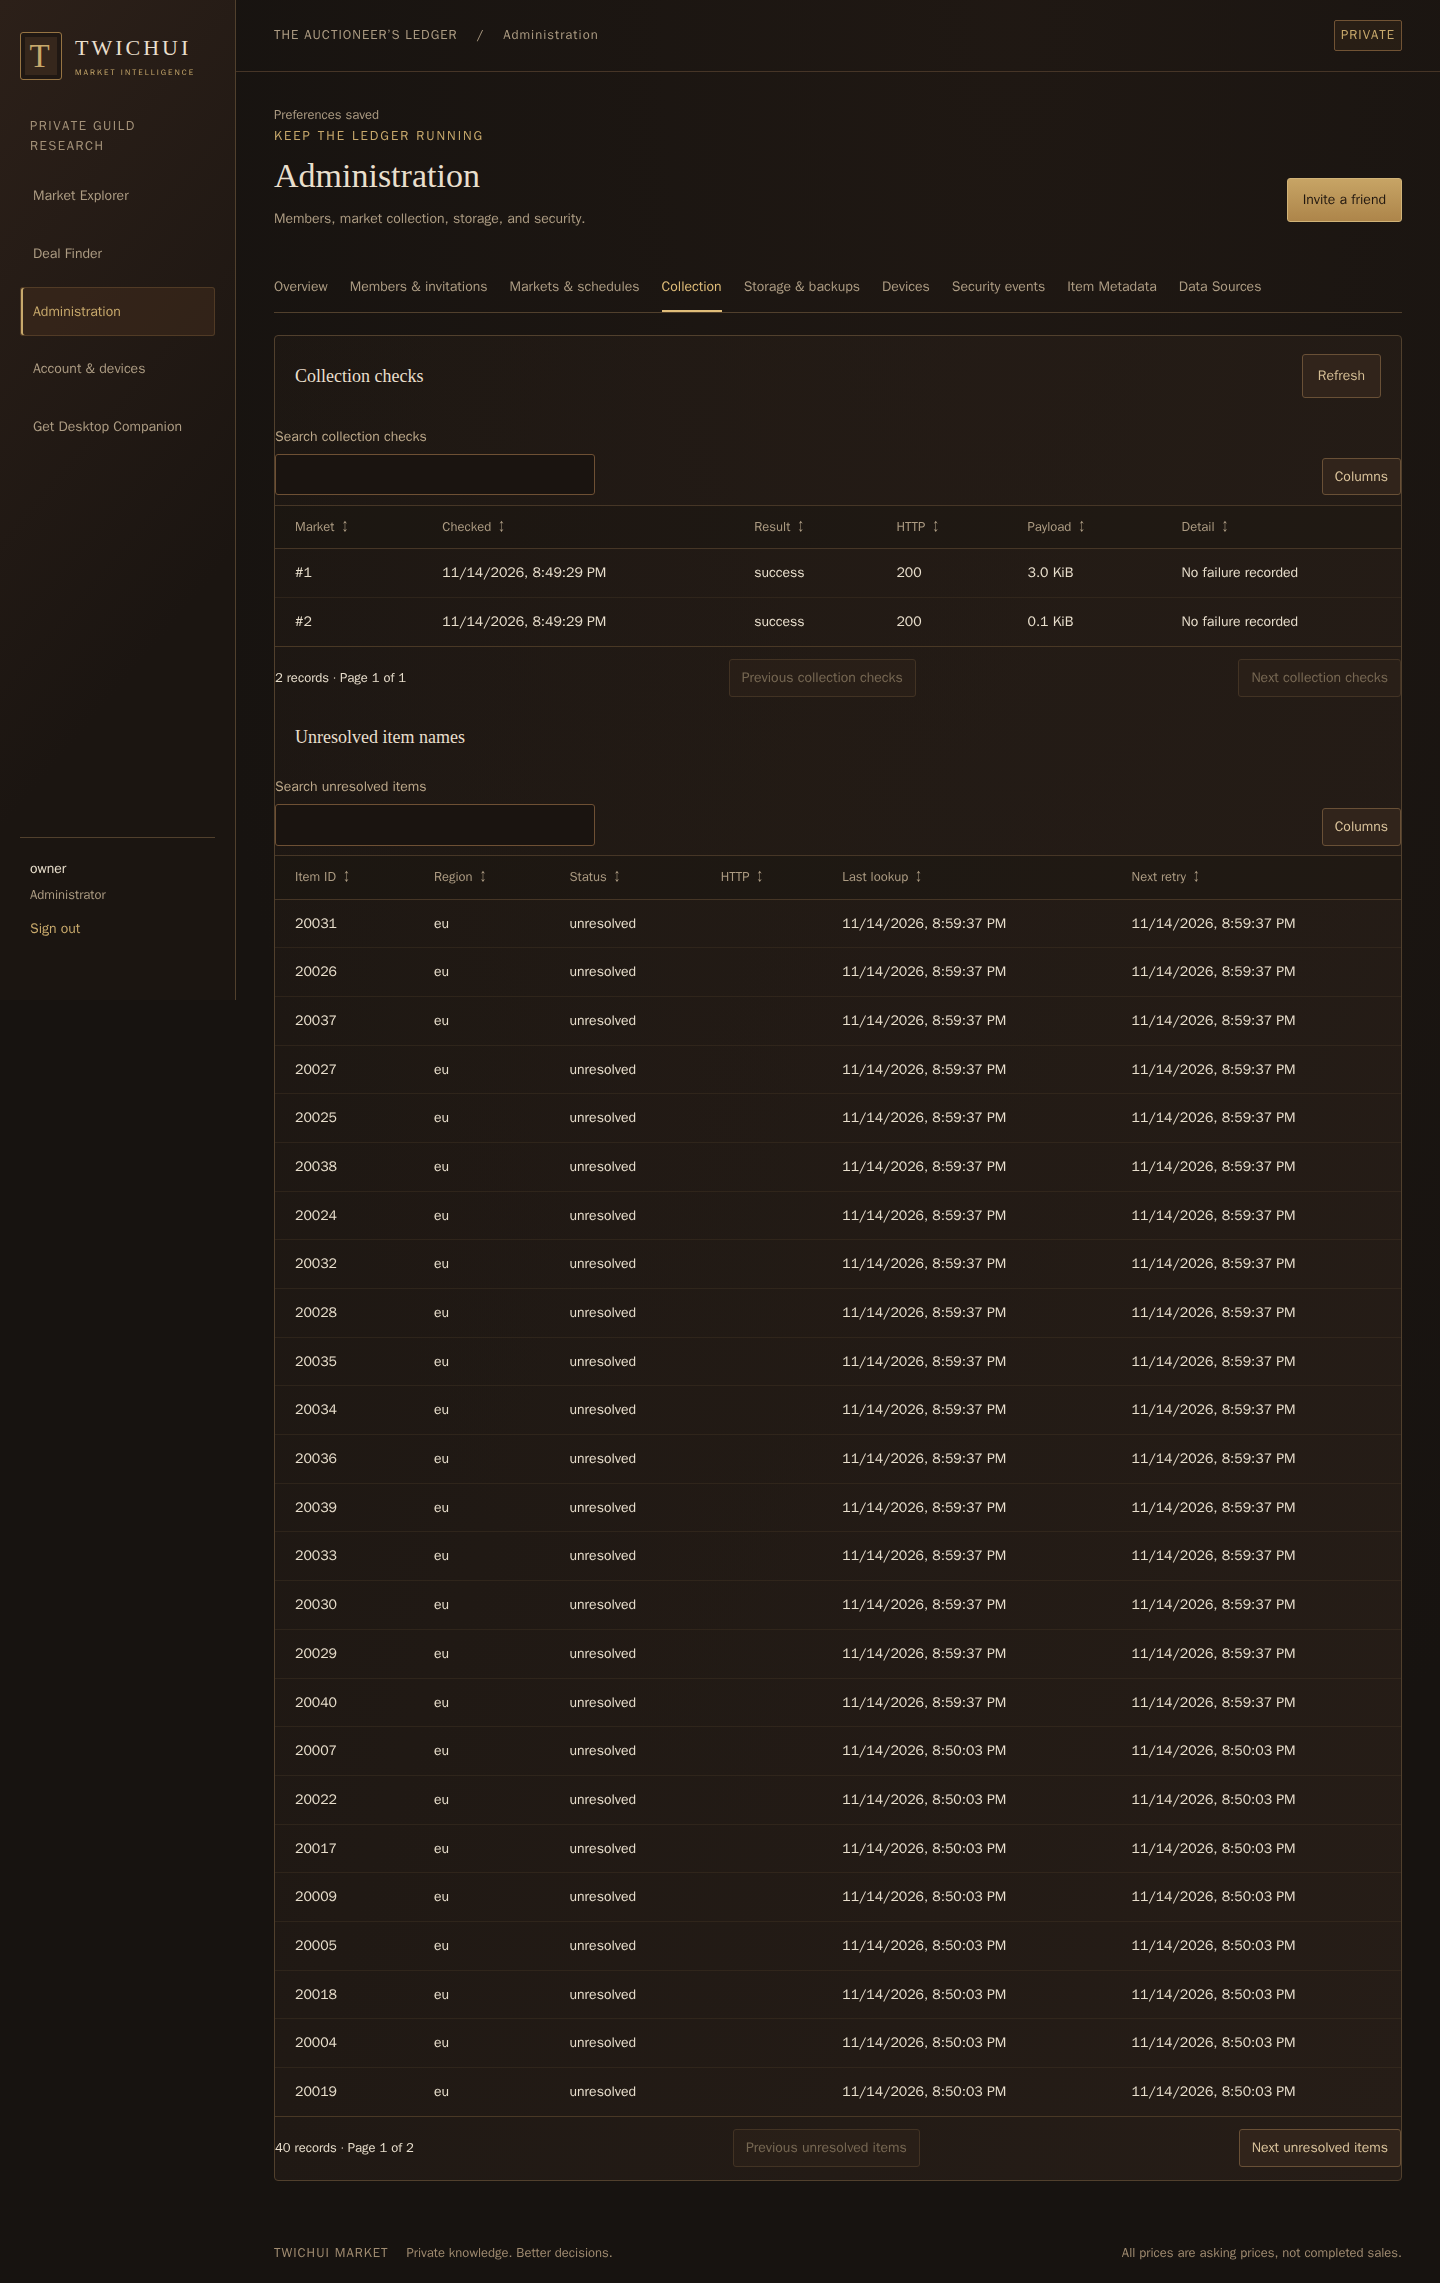 T
TWICHUI
MARKET INTELLIGENCE
PRIVATE GUILD
RESEARCH
Market Explorer
Deal Finder
Administration
Account & devices
Get Desktop Companion
owner
Administrator
Sign out
THE AUCTIONEER'S LEDGER / Administration
PRIVATE
Preferences saved
KEEP THE LEDGER RUNNING
Administration
Members, market collection, storage, and security.
Invite a friend
Overview Members & invitations Markets & schedules Collection Storage & backups Devices Security events Item Metadata Data Sources
Collection checks
Refresh
Search collection checks
Columns
Market ↕ Checked ↕ Result ↕ HTTP ↕ Payload ↕ Detail ↕
#1 11/14/2026, 8:49:29 PM success 200 3.0 KiB No failure recorded
#2 11/14/2026, 8:49:29 PM success 200 0.1 KiB No failure recorded
2 records · Page 1 of 1 Previous collection checks Next collection checks
Unresolved item names
Search unresolved items
Columns
Item ID ↕ Region ↕ Status ↕ HTTP ↕ Last lookup ↕ Next retry ↕
20031 eu unresolved 11/14/2026, 8:59:37 PM 11/14/2026, 8:59:37 PM
20026 eu unresolved 11/14/2026, 8:59:37 PM 11/14/2026, 8:59:37 PM
20037 eu unresolved 11/14/2026, 8:59:37 PM 11/14/2026, 8:59:37 PM
20027 eu unresolved 11/14/2026, 8:59:37 PM 11/14/2026, 8:59:37 PM
20025 eu unresolved 11/14/2026, 8:59:37 PM 11/14/2026, 8:59:37 PM
20038 eu unresolved 11/14/2026, 8:59:37 PM 11/14/2026, 8:59:37 PM
20024 eu unresolved 11/14/2026, 8:59:37 PM 11/14/2026, 8:59:37 PM
20032 eu unresolved 11/14/2026, 8:59:37 PM 11/14/2026, 8:59:37 PM
20028 eu unresolved 11/14/2026, 8:59:37 PM 11/14/2026, 8:59:37 PM
20035 eu unresolved 11/14/2026, 8:59:37 PM 11/14/2026, 8:59:37 PM
20034 eu unresolved 11/14/2026, 8:59:37 PM 11/14/2026, 8:59:37 PM
20036 eu unresolved 11/14/2026, 8:59:37 PM 11/14/2026, 8:59:37 PM
20039 eu unresolved 11/14/2026, 8:59:37 PM 11/14/2026, 8:59:37 PM
20033 eu unresolved 11/14/2026, 8:59:37 PM 11/14/2026, 8:59:37 PM
20030 eu unresolved 11/14/2026, 8:59:37 PM 11/14/2026, 8:59:37 PM
20029 eu unresolved 11/14/2026, 8:59:37 PM 11/14/2026, 8:59:37 PM
20040 eu unresolved 11/14/2026, 8:59:37 PM 11/14/2026, 8:59:37 PM
20007 eu unresolved 11/14/2026, 8:50:03 PM 11/14/2026, 8:50:03 PM
20022 eu unresolved 11/14/2026, 8:50:03 PM 11/14/2026, 8:50:03 PM
20017 eu unresolved 11/14/2026, 8:50:03 PM 11/14/2026, 8:50:03 PM
20009 eu unresolved 11/14/2026, 8:50:03 PM 11/14/2026, 8:50:03 PM
20005 eu unresolved 11/14/2026, 8:50:03 PM 11/14/2026, 8:50:03 PM
20018 eu unresolved 11/14/2026, 8:50:03 PM 11/14/2026, 8:50:03 PM
20004 eu unresolved 11/14/2026, 8:50:03 PM 11/14/2026, 8:50:03 PM
20019 eu unresolved 11/14/2026, 8:50:03 PM 11/14/2026, 8:50:03 PM
40 records · Page 1 of 2 Previous unresolved items Next unresolved items
TWICHUI MARKET Private knowledge. Better decisions. All prices are asking prices, not completed sales.